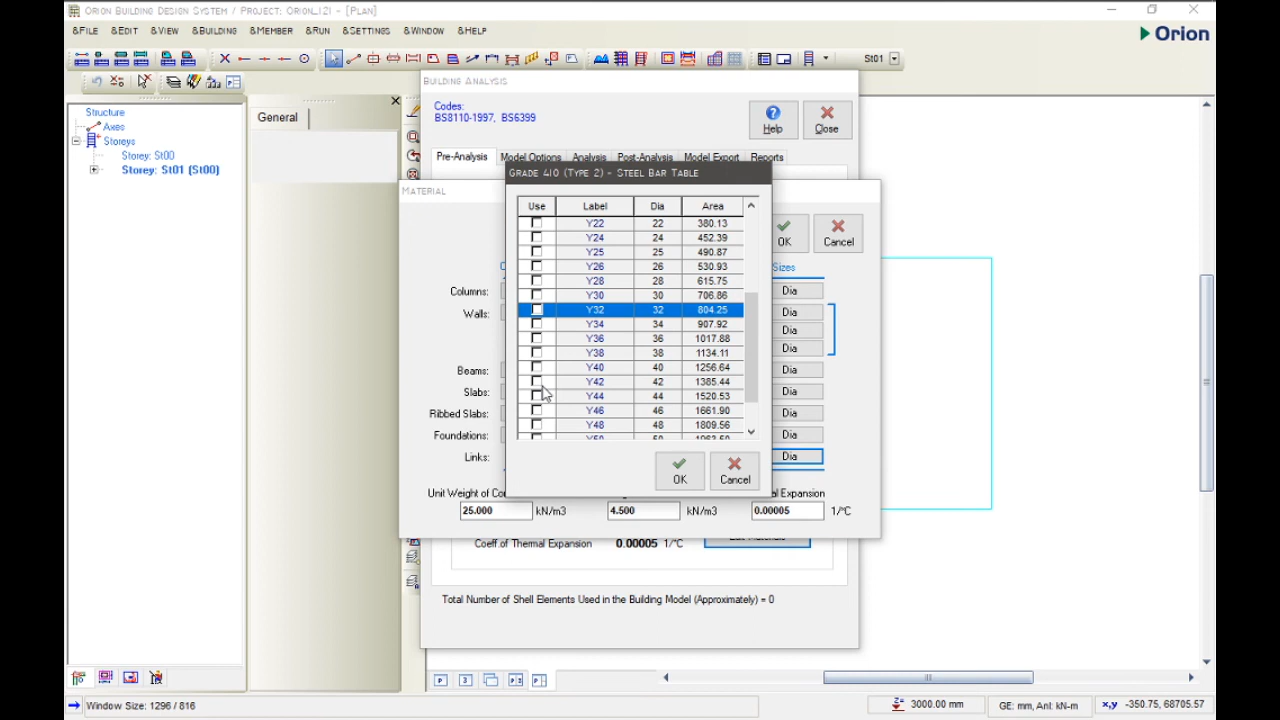 ORION BUILDING DESIGN SYSTEM / PROJECT: ORION_121 - [PLAN]
&FILE &EDIT &VIEW &BUILDING &MEMBER &RUN &SETTINGS &WINDOW &HELP
Orion
St01
BUILDING ANALYSIS
Structure
Axes
Storeys
Storey: St00
Storey: St01 (St00)
General
Codes:
BS8110-1997, BS6399
Help
Close
Pre-Analysis Model Options Analysis Post-Analysis Model Export Reports
MATERIAL
OK
Cancel
Sizes
Columns: Dia
Walls: Dia
Dia
Dia
Beams: Dia
Slabs: Dia
Ribbed Slabs: Dia
Foundations: Dia
Links: Dia
GRADE 410 (TYPE 2) - STEEL BAR TABLE
Use Label Dia Area
Y22 22 380.13
Y24 24 452.39
Y25 25 490.87
Y26 26 530.93
Y28 28 615.75
Y30 30 706.86
Y32 32 804.25
Y34 34 907.92
Y36 36 1017.88
Y38 38 1134.11
Y40 40 1256.64
Y42 42 1385.44
Y44 44 1520.53
Y46 46 1661.90
Y48 48 1809.56
Y50 50 1963.50
OK
Cancel
Unit Weight of Co
Expansion
25.000 kN/m3 4.500 kN/m3 0.00005 1/°C
Coeff.of Thermal Expansion 0.00005 1/°C
Total Number of Shell Elements Used in the Building Model (Approximately) = 0
Window Size: 1296 / 816
3000.00 mm
GE: mm, Anl: kN-m
x,y -350.75, 68705.57